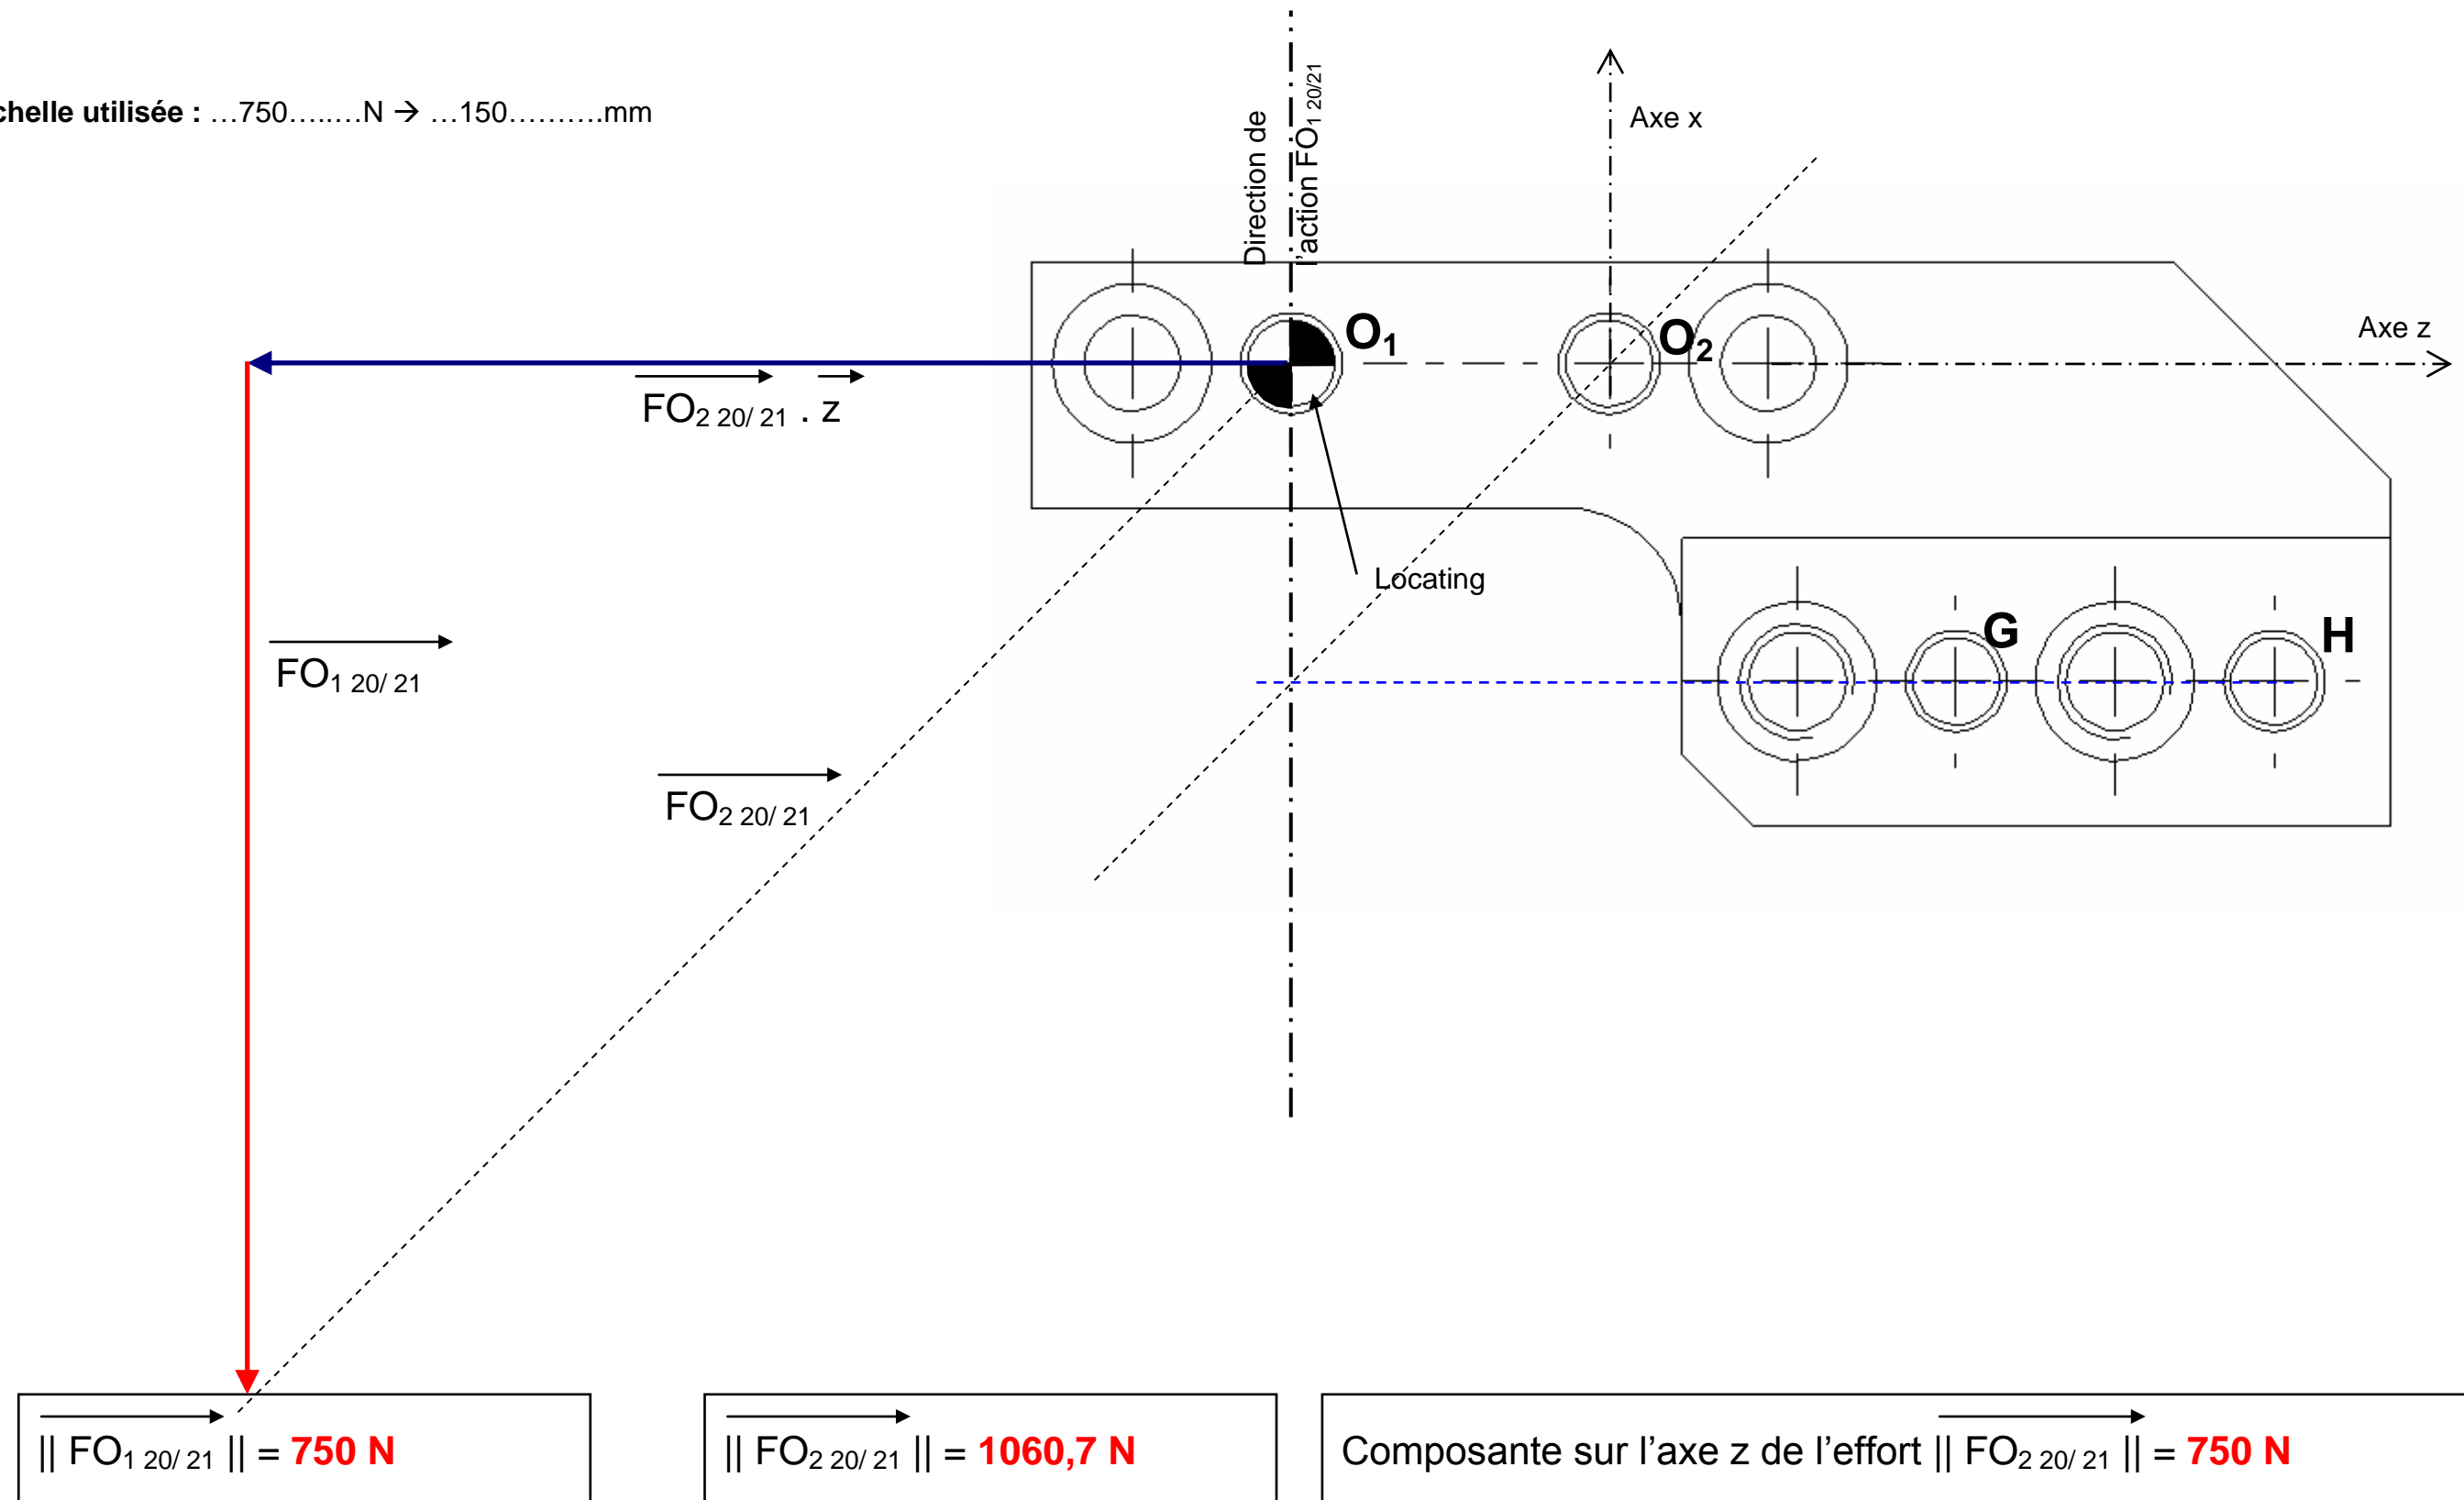 chelle utilisée : …750…..….N → …150……….mm
Direction de
l'action FO1 20/21
Axe x
O1
O2
Axe z
FO2 20/ 21 . z
Locating
G
H
FO1 20/ 21
FO2 20/ 21
|| FO1 20/ 21 || = 750 N
|| FO2 20/ 21 || = 1060,7 N
Composante sur l'axe z de l'effort || FO2 20/ 21 || = 750 N